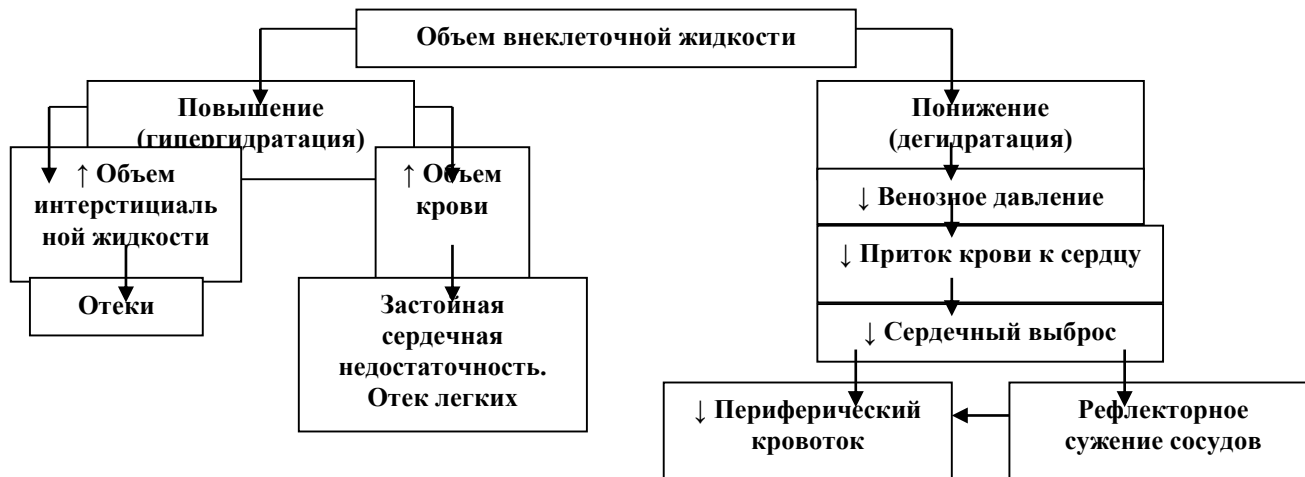 Объем внеклеточной жидкости
Повышение
(гипергидратация)
↑ Объем
интерстициаль
ной жидкости
Отеки
↑ Объем
крови
Застойная
сердечная
недостаточность.
Отек легких
Понижение
(дегидратация)
↓ Венозное давление
↓ Приток крови к сердцу
↓ Сердечный выброс
↓ Периферический
кровоток
Рефлекторное
сужение сосудов